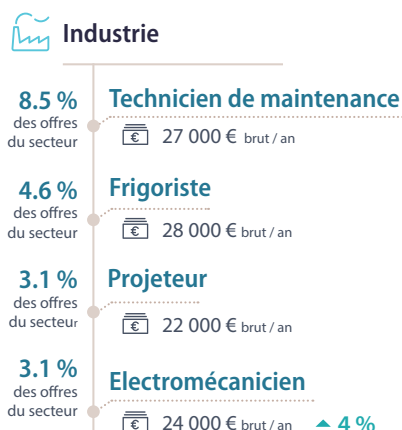 Industrie
8.5 %
des offres
du secteur
Technicien de maintenance
27 000 € brut / an
4.6 %
des offres
du secteur
Frigoriste
28 000 € brut / an
3.1 %
des offres
du secteur
Projeteur
22 000 € brut / an
3.1 %
des offres
du secteur
Electromécanicien
24 000 € brut / an 4 %